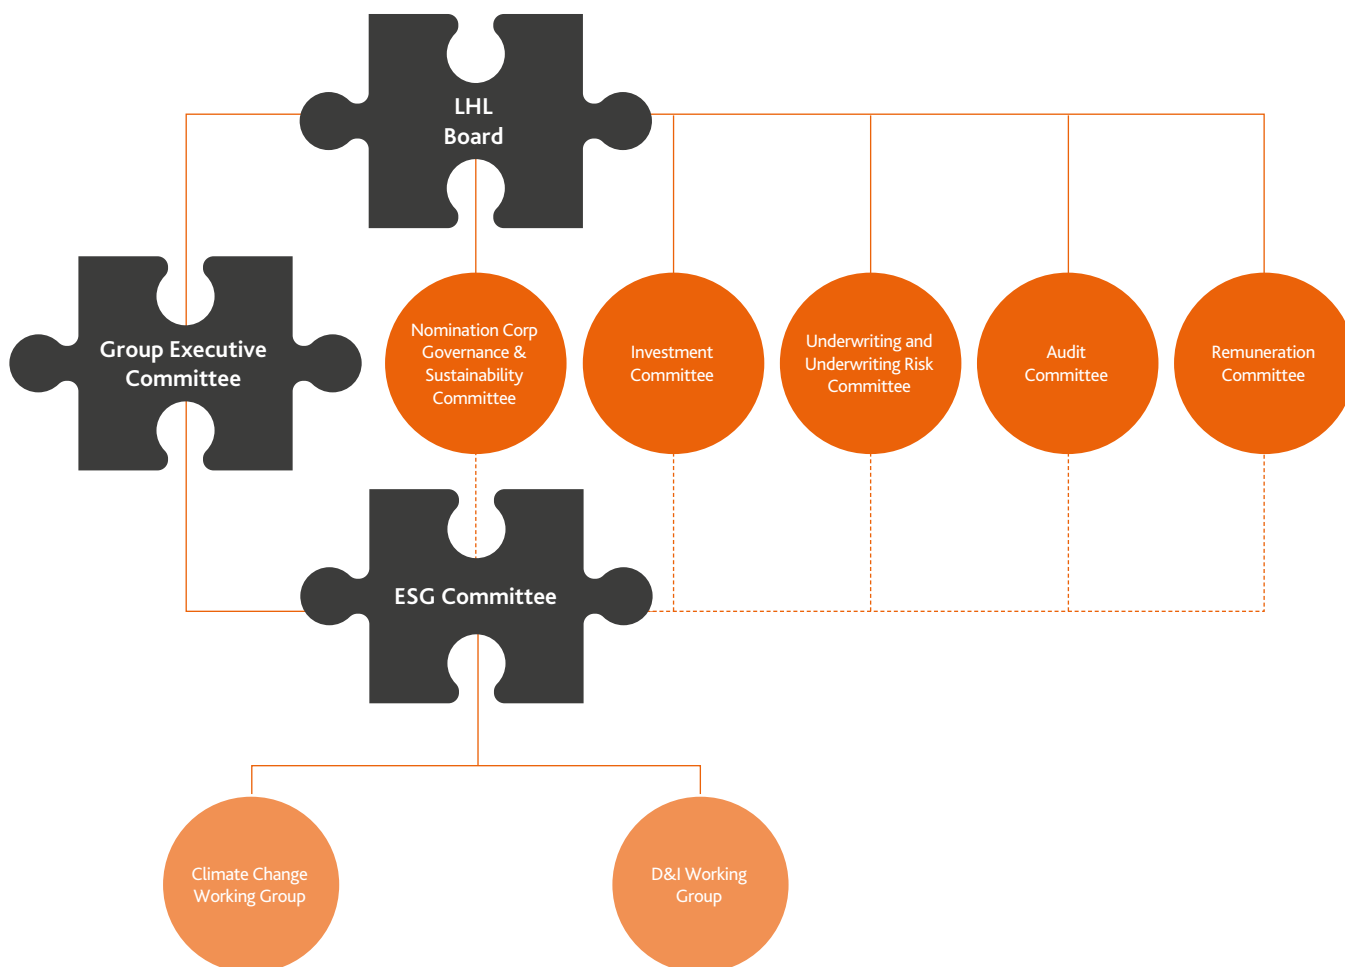 LHL
Board
Group Executive
Committee
Nomination Corp
Governance &
Sustainability
Committee
Investment
Committee
Underwriting and
Underwriting Risk
Committee
Audit
Committee
Remuneration
Committee
ESG Committee
Climate Change
Working Group
D&I Working
Group